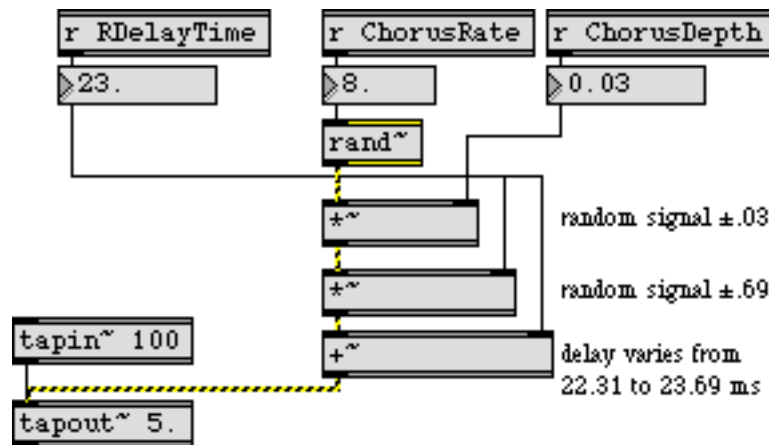 r RDelayTime
r ChorusRate
r ChorusDepth
23.
8.
0.03
rand~
*~
random signal ±.03
*~
random signal ±.69
tapin~ 100
+~
delay varies from
22.31 to 23.69 ms
tapout~ 5.